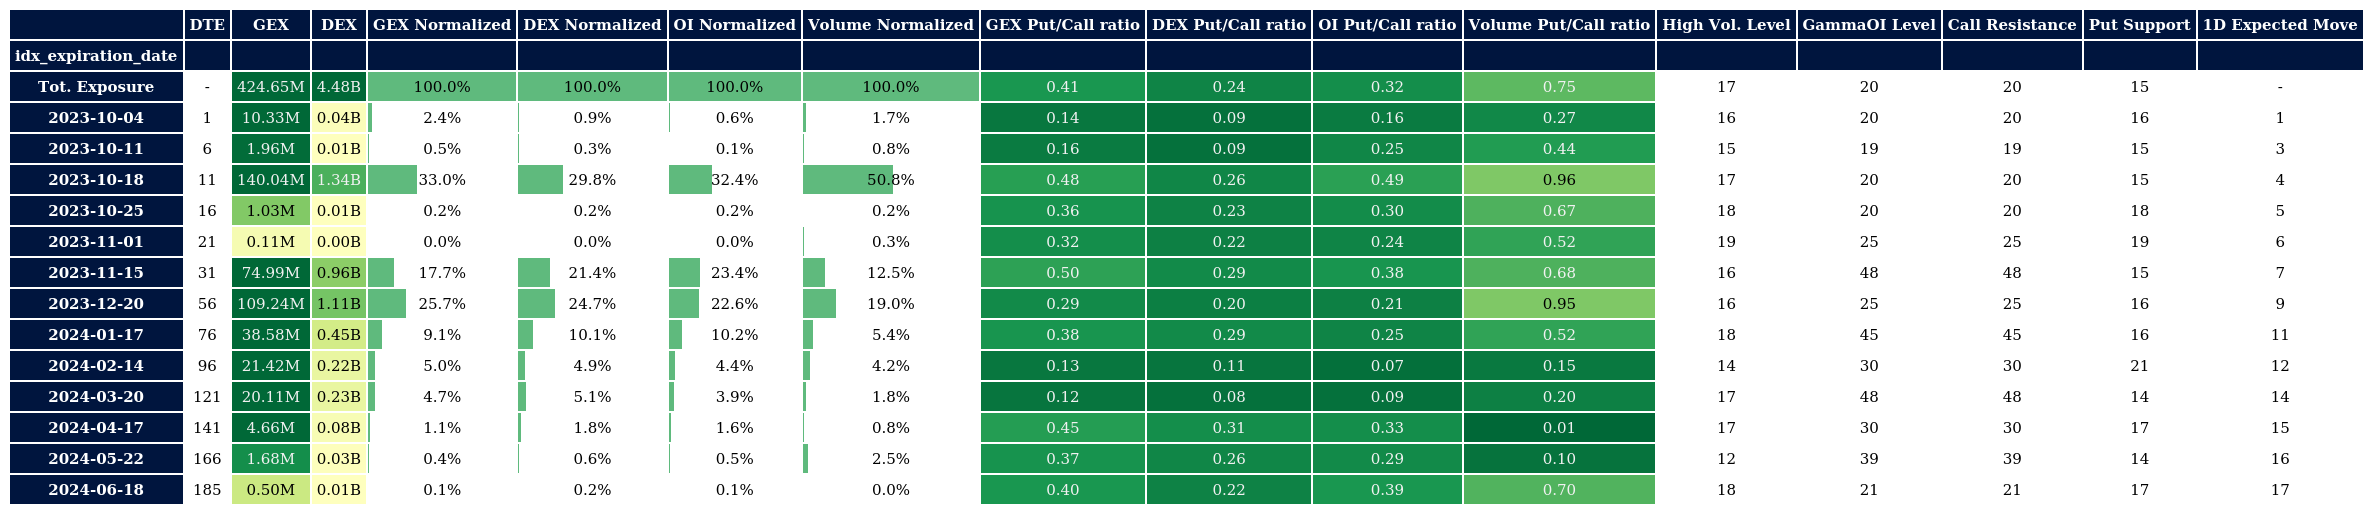 DTE GEX DEX GEX Normalized DEX Normalized OI Normalized Volume Normalized GEX Put/Call ratio DEX Put/Call ratio OI Put/Call ratio Volume Put/Call ratio High Vol. Level GammaOI Level Call Resistance Put Support 1D Expected Move
idx_expiration_date
Tot. Exposure - 424.65M 4.48B 100.0% 100.0% 100.0% 100.0% 0.41 0.24 0.32 0.75 17 20 20 15 -
2023-10-04 1 10.33M 0.04B 2.4% 0.9% 0.6% 1.7% 0.14 0.09 0.16 0.27 16 20 20 16 1
2023-10-11 6 1.96M 0.01B 0.5% 0.3% 0.1% 0.8% 0.16 0.09 0.25 0.44 15 19 19 15 3
2023-10-18 11 140.04M 1.34B 33.0% 29.8% 32.4% 50.8% 0.48 0.26 0.49 0.96 17 20 20 15 4
2023-10-25 16 1.03M 0.01B 0.2% 0.2% 0.2% 0.2% 0.36 0.23 0.30 0.67 18 20 20 18 5
2023-11-01 21 0.11M 0.00B 0.0% 0.0% 0.0% 0.3% 0.32 0.22 0.24 0.52 19 25 25 19 6
2023-11-15 31 74.99M 0.96B 17.7% 21.4% 23.4% 12.5% 0.50 0.29 0.38 0.68 16 48 48 15 7
2023-12-20 56 109.24M 1.11B 25.7% 24.7% 22.6% 19.0% 0.29 0.20 0.21 0.95 16 25 25 16 9
2024-01-17 76 38.58M 0.45B 9.1% 10.1% 10.2% 5.4% 0.38 0.29 0.25 0.52 18 45 45 16 11
2024-02-14 96 21.42M 0.22B 5.0% 4.9% 4.4% 4.2% 0.13 0.11 0.07 0.15 14 30 30 21 12
2024-03-20 121 20.11M 0.23B 4.7% 5.1% 3.9% 1.8% 0.12 0.08 0.09 0.20 17 48 48 14 14
2024-04-17 141 4.66M 0.08B 1.1% 1.8% 1.6% 0.8% 0.45 0.31 0.33 0.01 17 30 30 17 15
2024-05-22 166 1.68M 0.03B 0.4% 0.6% 0.5% 2.5% 0.37 0.26 0.29 0.10 12 39 39 14 16
2024-06-18 185 0.50M 0.01B 0.1% 0.2% 0.1% 0.0% 0.40 0.22 0.39 0.70 18 21 21 17 17